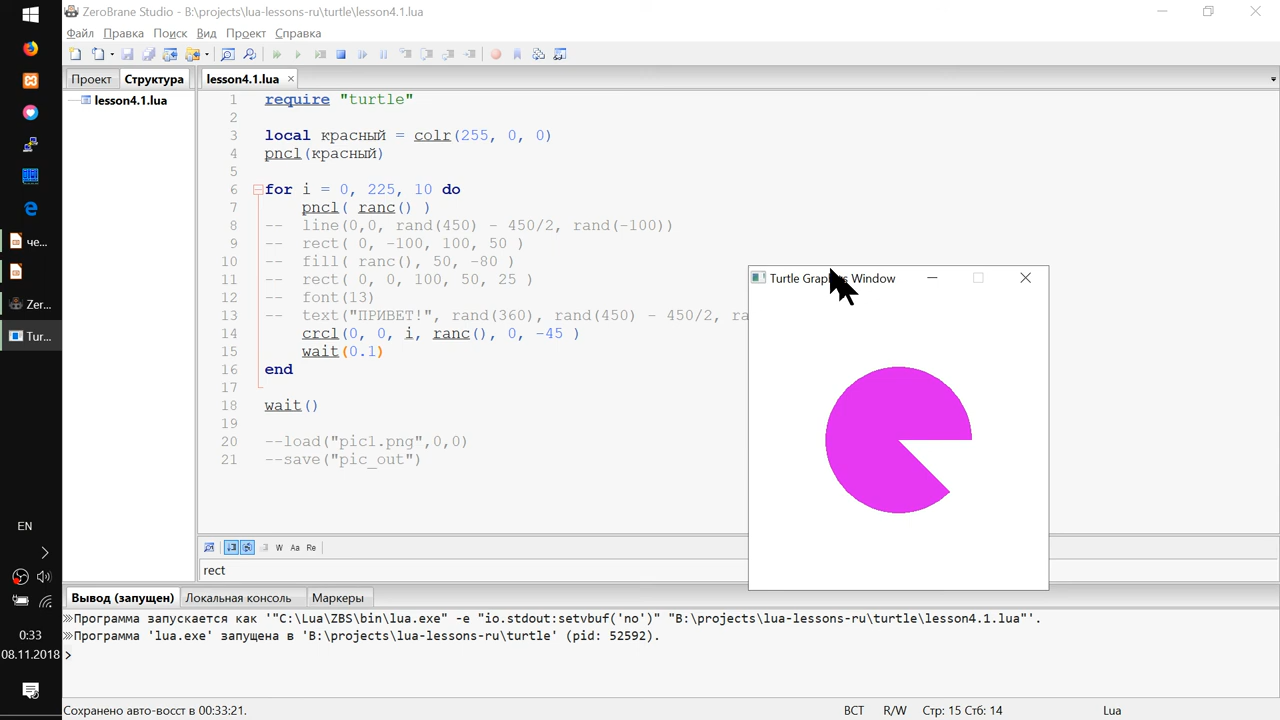 ZeroBrane Studio - B:\projects\lua-lessons-ru\turtle\lesson4.1.lua
Файл Правка Поиск Вид Проект Справка
Проект Структура lesson4.1.lua
lesson4.1.lua
1 require "turtle"
2
3 local красный = colr(255, 0, 0)
4 pncl(красный)
5
6 for i = 0, 225, 10 do
7 pncl( ranc() )
8 -- line(0,0, rand(450) - 450/2, rand(-100))
9 -- rect( 0, -100, 100, 50 )
10 -- fill( ranc(), 50, -80 )
11 -- rect( 0, 0, 100, 50, 25 )
12 -- font(13)
13 -- text("ПРИВЕТ!", rand(360), rand(450) - 450/2, ra
14 crcl(0, 0, i, ranc(), 0, -45 )
15 wait(0.1)
16 end
17
18 wait()
19
20 --load("pic1.png",0,0)
21 --save("pic_out")
Turtle Graphics Window
че...
Zer...
Tur...
EN
0:33
08.11.2018
W Aa Re
rect
Вывод (запущен) Локальная консоль Маркеры
Программа запускается как '"C:\Lua\ZBS\bin\lua.exe" -e "io.stdout:setvbuf('no')" "B:\projects\lua-lessons-ru\turtle\lesson4.1.lua"'.
Программа 'lua.exe' запущена в 'B:\projects\lua-lessons-ru\turtle' (pid: 52592).
Сохранено авто-восст в 00:33:21. ВСТ R/W Стр: 15 Стб: 14 Lua